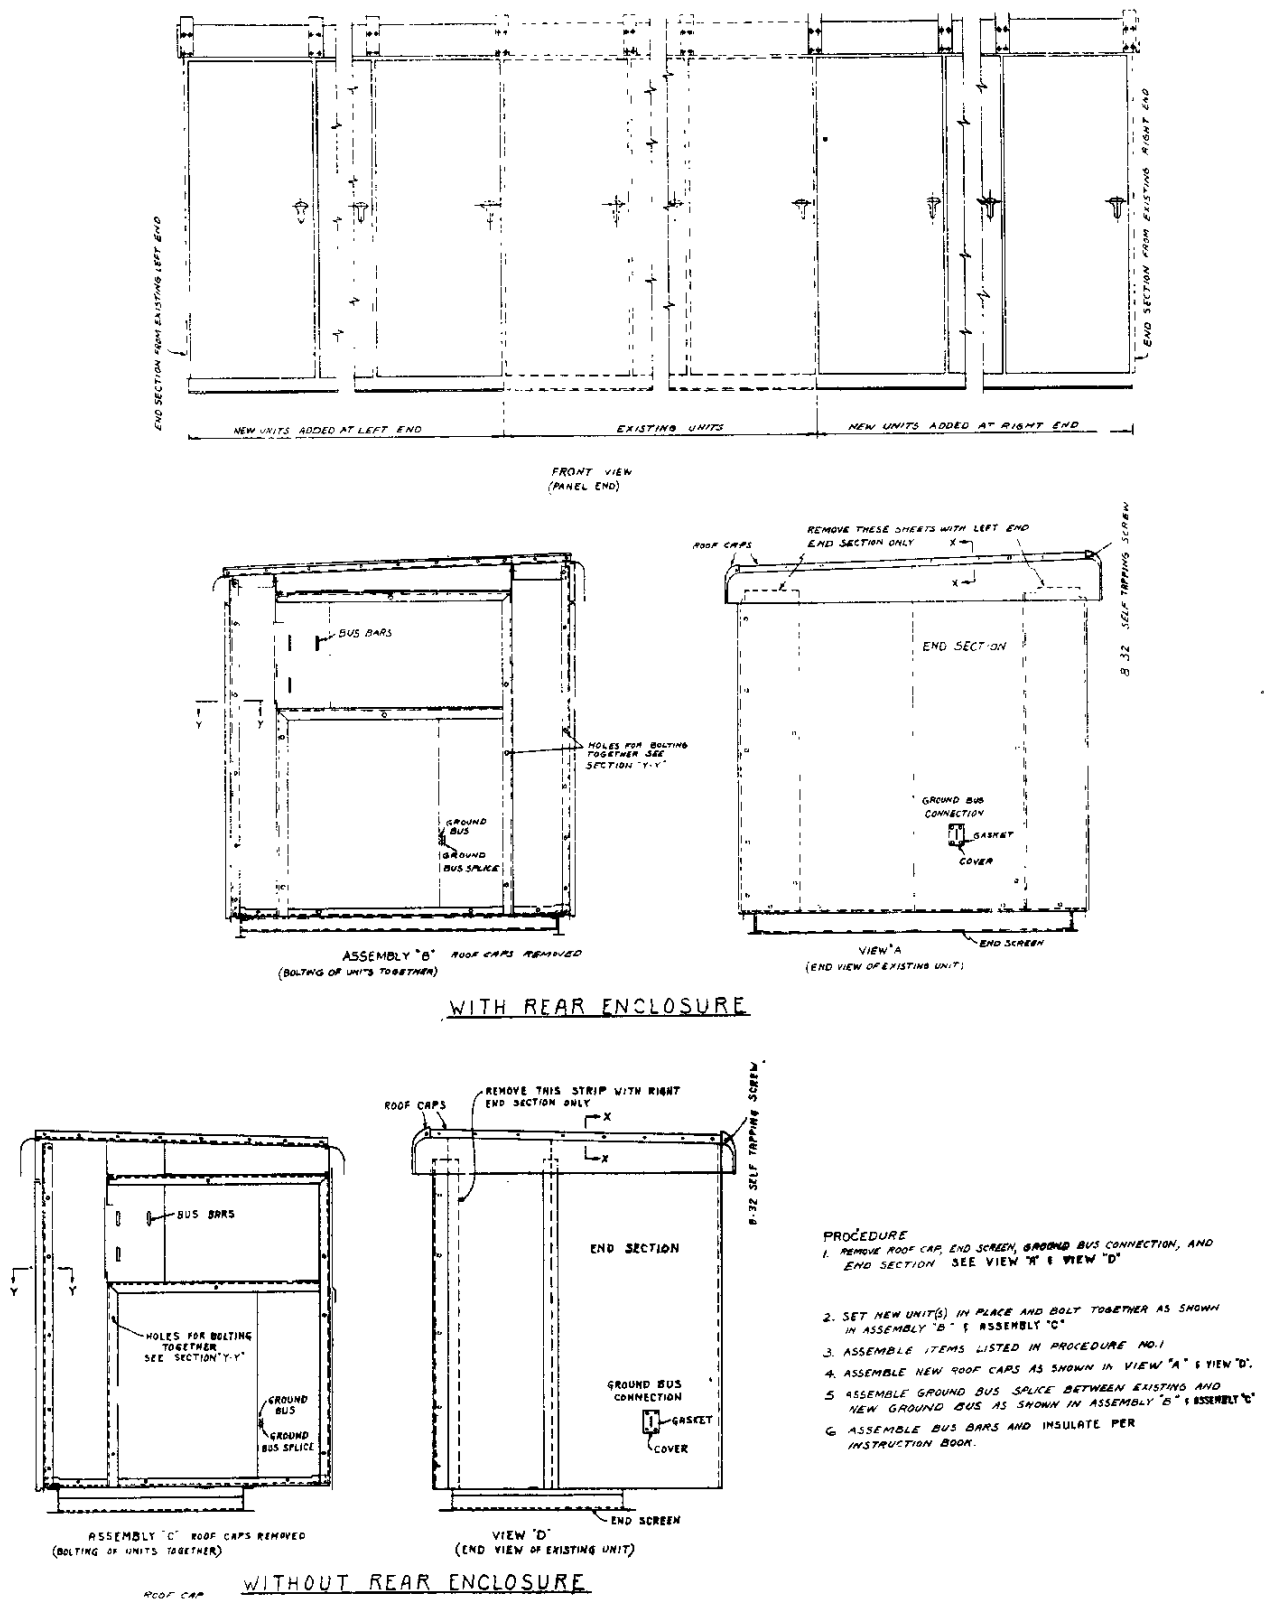 END SECTION FROM EXISTING LEFT END
END SECTION FROM EXISTING RIGHT END
NEW UNITS ADDED AT LEFT END
EXISTING UNITS
NEW UNITS ADDED AT RIGHT END
FRONT VIEW
(PANEL END)
BUS BARS
Y
Y
HOLES FOR BOLTING
TOGETHER SEE
SECTION "Y-Y"
GROUND
BUS
GROUND
BUS SPLICE
ASSEMBLY "B" ROOF CAPS REMOVED
(BOLTING OF UNITS TOGETHER)
REMOVE THESE SHEETS WITH LEFT END
END SECTION ONLY
ROOF CAPS
X
X
8-32 SELF TAPPING SCREW
END SECTION
GROUND BUS
CONNECTION
GASKET
COVER
END SCREEN
VIEW "A
(END VIEW OF EXISTING UNIT)
WITH REAR ENCLOSURE
BUS BARS
Y
Y
HOLES FOR BOLTING
TOGETHER
SEE SECTION "Y-Y"
GROUND
BUS
GROUND
BUS SPLICE
ASSEMBLY "C" ROOF CAPS REMOVED
(BOLTING OF UNITS TOGETHER)
REMOVE THIS STRIP WITH RIGHT
END SECTION ONLY
ROOF CAPS
X
X
8-32 SELF TAPPING SCREW
END SECTION
GROUND BUS
CONNECTION
GASKET
COVER
END SCREEN
VIEW "D"
(END VIEW OF EXISTING UNIT)
WITHOUT REAR ENCLOSURE
ROOF CAP
PROCEDURE
1. REMOVE ROOF CAP, END SCREEN, GROUND BUS CONNECTION, AND
END SECTION SEE VIEW "A" & VIEW "D"
2. SET NEW UNIT(S) IN PLACE AND BOLT TOGETHER AS SHOWN
IN ASSEMBLY "B" & ASSEMBLY "C"
3. ASSEMBLE ITEMS LISTED IN PROCEDURE NO.1
4. ASSEMBLE NEW ROOF CAPS AS SHOWN IN VIEW "A" & VIEW "D".
5 ASSEMBLE GROUND BUS SPLICE BETWEEN EXISTING AND
NEW GROUND BUS AS SHOWN IN ASSEMBLY "B" & ASSEMBLY "C"
6 ASSEMBLE BUS BARS AND INSULATE PER
INSTRUCTION BOOK.